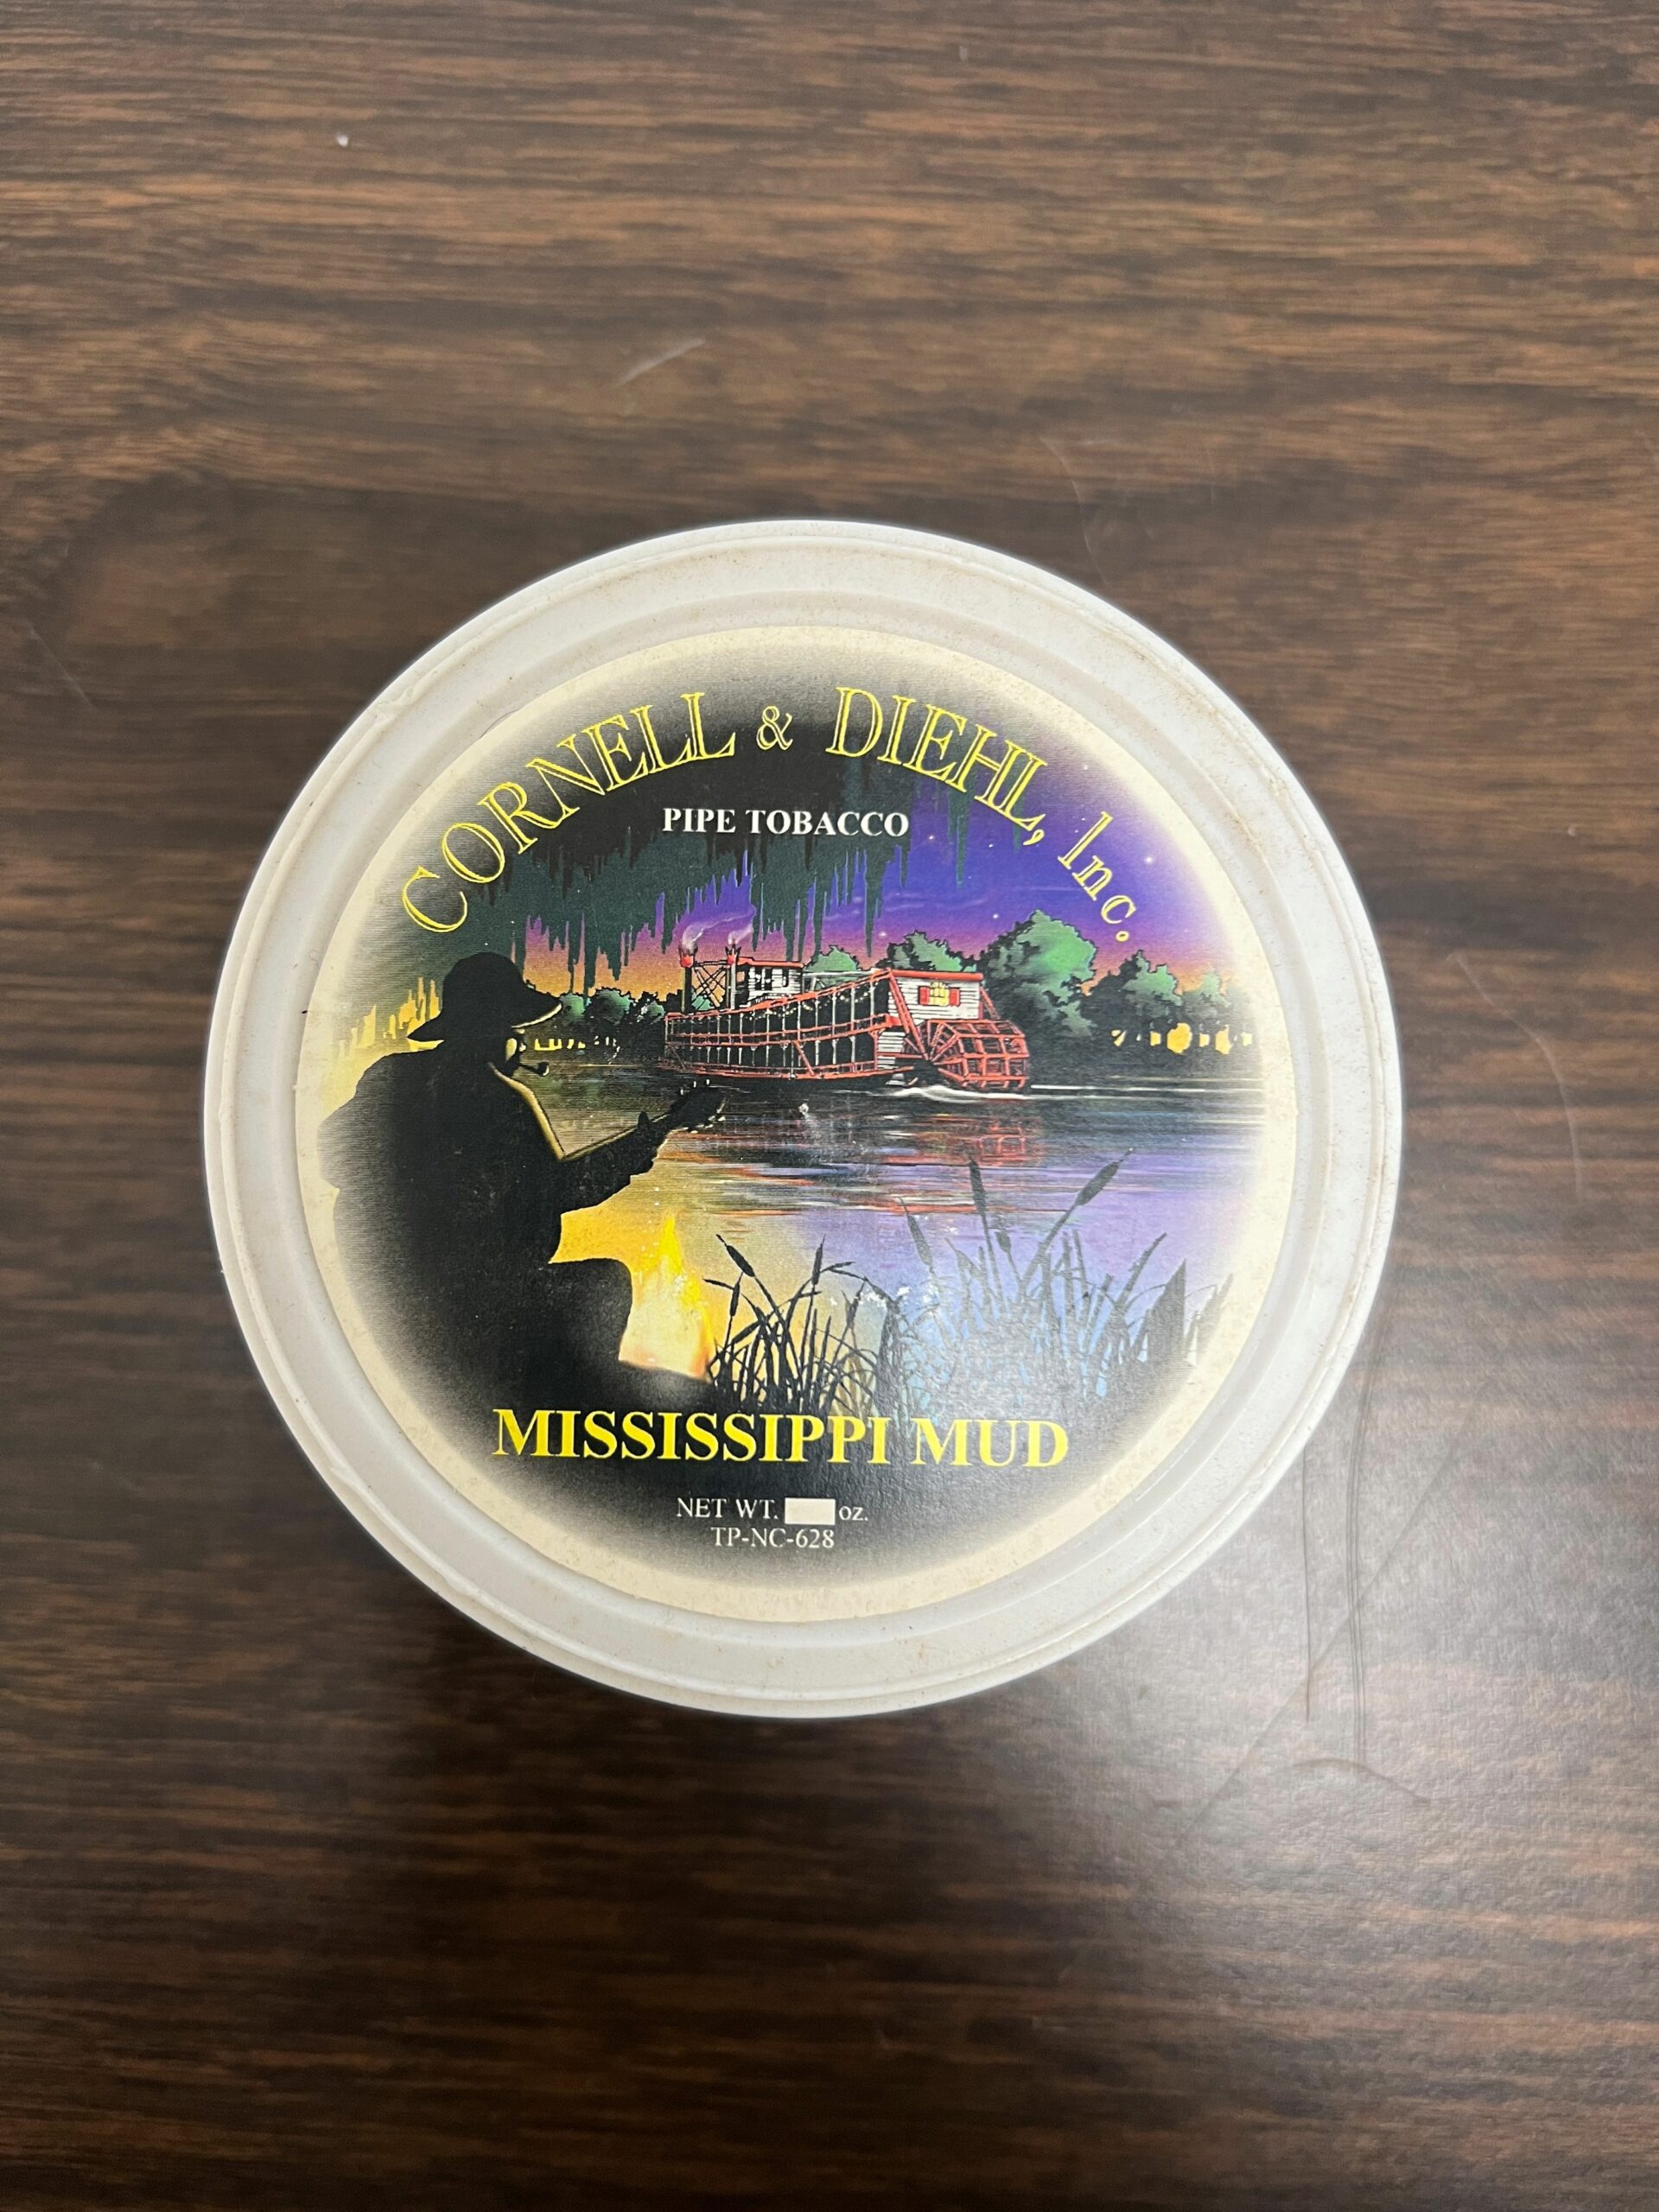 CORNELL & DIEHL, Inc.
PIPE TOBACCO
MISSISSIPPI MUD
NET WT. oz.
TP-NC-628